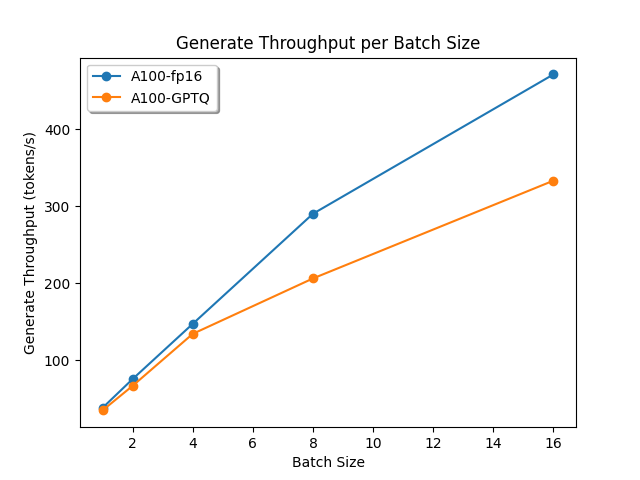 Generate Throughput per Batch Size
A100-fp16
A100-GPTQ
Generate Throughput (tokens/s)
400
300
200
100
2 4 6 8 10 12 14 16
Batch Size